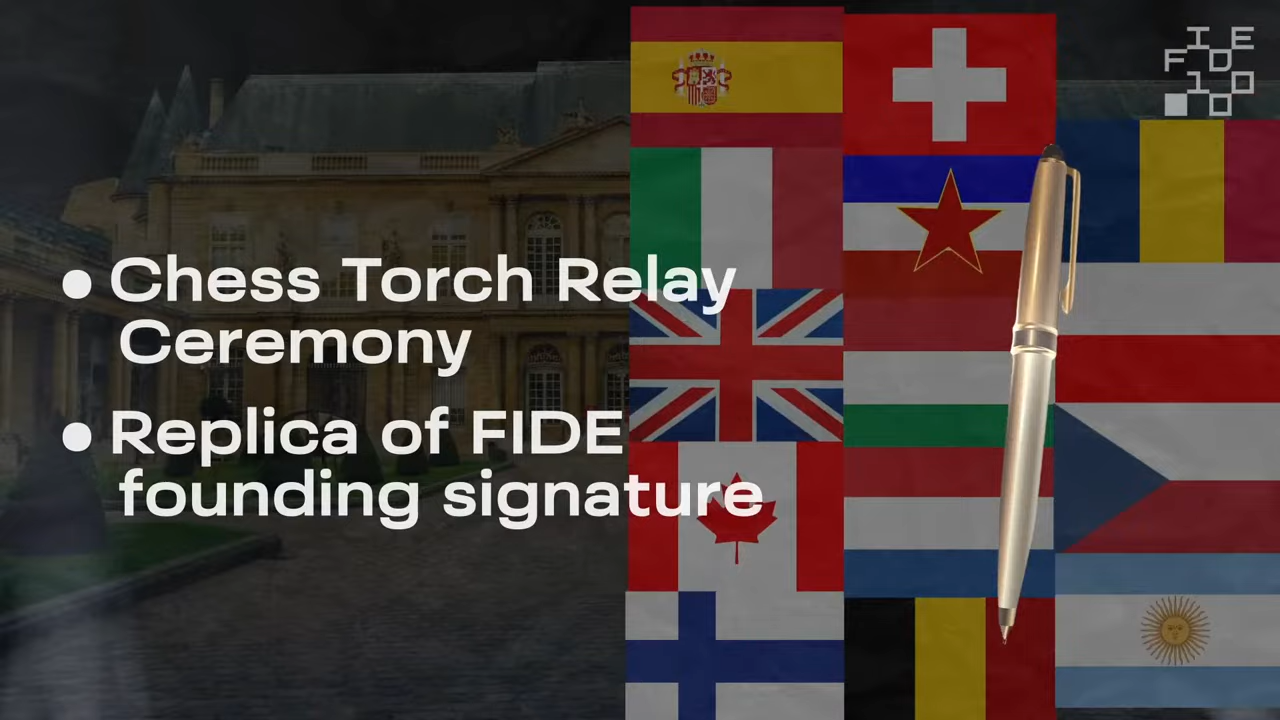 • Chess Torch Relay
Ceremony
• Replica of FIDE
founding signature
FIDE
100